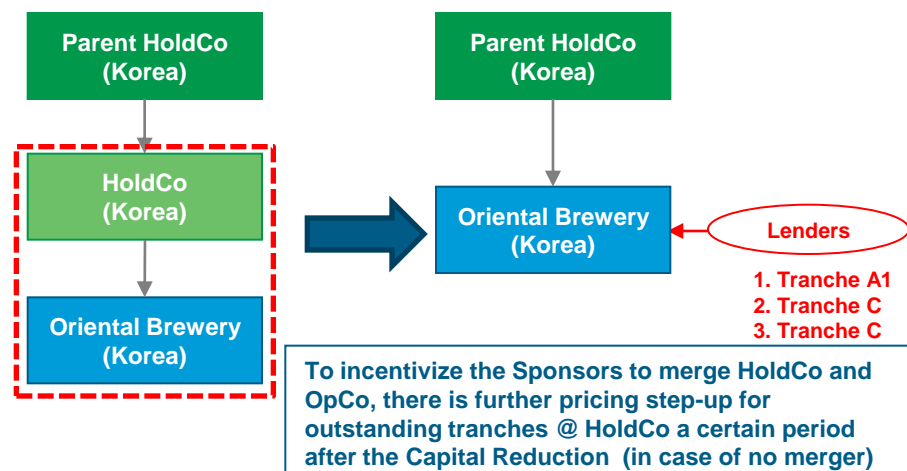 Parent HoldCo
(Korea)
HoldCo
(Korea)
Oriental Brewery
(Korea)
Parent HoldCo
(Korea)
Oriental Brewery
(Korea)
Lenders
1. Tranche A1
2. Tranche C
3. Tranche C
To incentivize the Sponsors to merge HoldCo and
OpCo, there is further pricing step-up for
outstanding tranches @ HoldCo a certain period
after the Capital Reduction (in case of no merger)